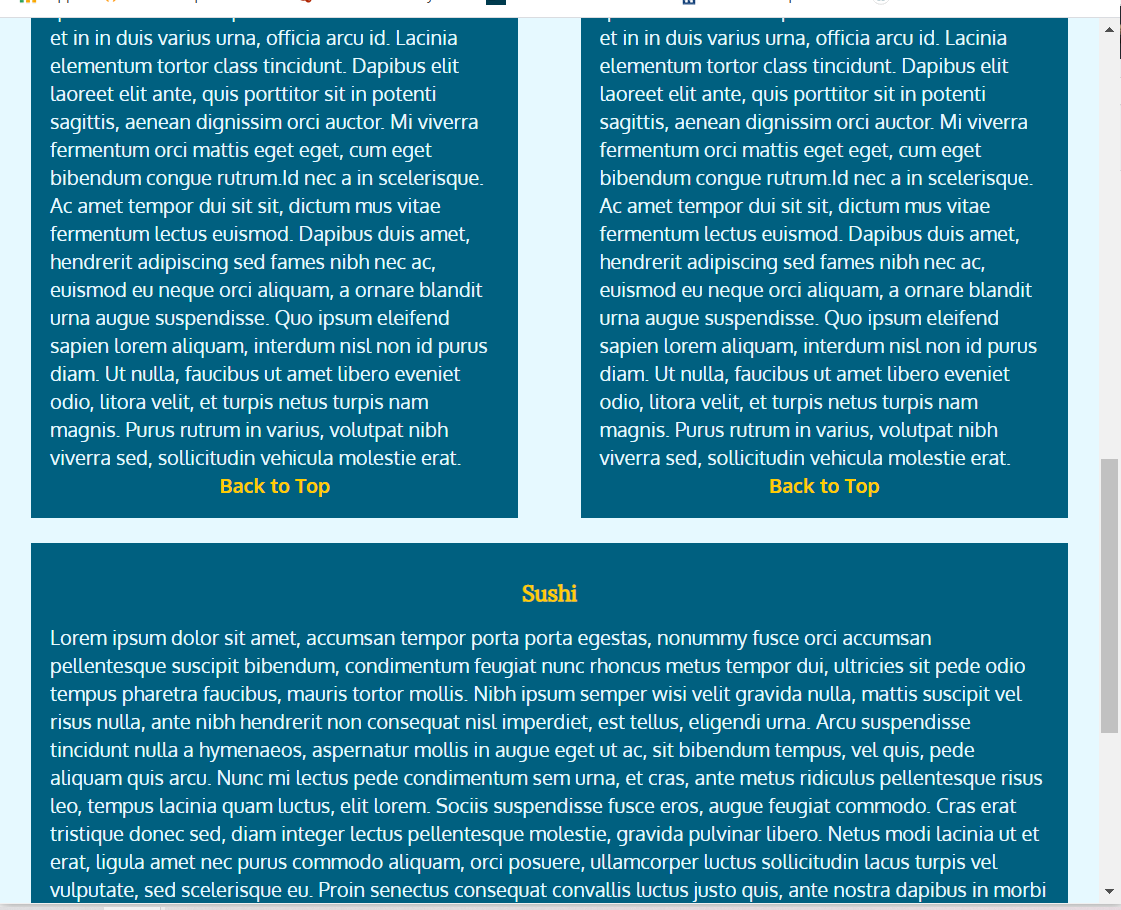 et in in duis varius urna, officia arcu id. Lacinia
elementum tortor class tincidunt. Dapibus elit
laoreet elit ante, quis porttitor sit in potenti
sagittis, aenean dignissim orci auctor. Mi viverra
fermentum orci mattis eget eget, cum eget
bibendum congue rutrum.Id nec a in scelerisque.
Ac amet tempor dui sit sit, dictum mus vitae
fermentum lectus euismod. Dapibus duis amet,
hendrerit adipiscing sed fames nibh nec ac,
euismod eu neque orci aliquam, a ornare blandit
urna augue suspendisse. Quo ipsum eleifend
sapien lorem aliquam, interdum nisl non id purus
diam. Ut nulla, faucibus ut amet libero eveniet
odio, litora velit, et turpis netus turpis nam
magnis. Purus rutrum in varius, volutpat nibh
viverra sed, sollicitudin vehicula molestie erat.
Back to Top
et in in duis varius urna, officia arcu id. Lacinia
elementum tortor class tincidunt. Dapibus elit
laoreet elit ante, quis porttitor sit in potenti
sagittis, aenean dignissim orci auctor. Mi viverra
fermentum orci mattis eget eget, cum eget
bibendum congue rutrum.Id nec a in scelerisque.
Ac amet tempor dui sit sit, dictum mus vitae
fermentum lectus euismod. Dapibus duis amet,
hendrerit adipiscing sed fames nibh nec ac,
euismod eu neque orci aliquam, a ornare blandit
urna augue suspendisse. Quo ipsum eleifend
sapien lorem aliquam, interdum nisl non id purus
diam. Ut nulla, faucibus ut amet libero eveniet
odio, litora velit, et turpis netus turpis nam
magnis. Purus rutrum in varius, volutpat nibh
viverra sed, sollicitudin vehicula molestie erat.
Back to Top
Sushi
Lorem ipsum dolor sit amet, accumsan tempor porta porta egestas, nonummy fusce orci accumsan
pellentesque suscipit bibendum, condimentum feugiat nunc rhoncus metus tempor dui, ultricies sit pede odio
tempus pharetra faucibus, mauris tortor mollis. Nibh ipsum semper wisi velit gravida nulla, mattis suscipit vel
risus nulla, ante nibh hendrerit non consequat nisl imperdiet, est tellus, eligendi urna. Arcu suspendisse
tincidunt nulla a hymenaeos, aspernatur mollis in augue eget ut ac, sit bibendum tempus, vel quis, pede
aliquam quis arcu. Nunc mi lectus pede condimentum sem urna, et cras, ante metus ridiculus pellentesque risus
leo, tempus lacinia quam luctus, elit lorem. Sociis suspendisse fusce eros, augue feugiat commodo. Cras erat
tristique donec sed, diam integer lectus pellentesque molestie, gravida pulvinar libero. Netus modi lacinia ut et
erat, ligula amet nec purus commodo aliquam, orci posuere, ullamcorper luctus sollicitudin lacus turpis vel
vulputate, sed scelerisque eu. Proin senectus consequat convallis luctus justo quis, ante nostra dapibus in morbi